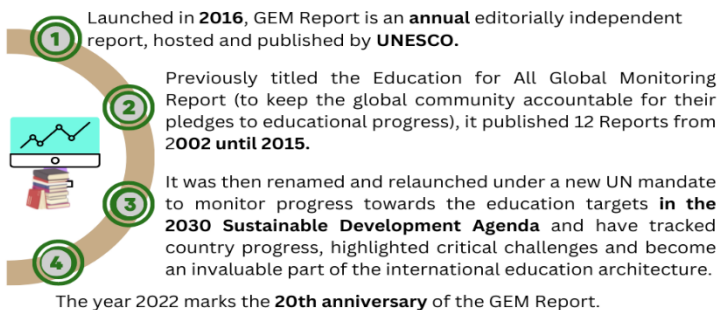 1 Launched in 2016, GEM Report is an annual editorially independent
report, hosted and published by UNESCO.
2 Previously titled the Education for All Global Monitoring
Report (to keep the global community accountable for their
pledges to educational progress), it published 12 Reports from
2002 until 2015.
3 It was then renamed and relaunched under a new UN mandate
to monitor progress towards the education targets in the
2030 Sustainable Development Agenda and have tracked
country progress, highlighted critical challenges and become
an invaluable part of the international education architecture.
4 The year 2022 marks the 20th anniversary of the GEM Report.